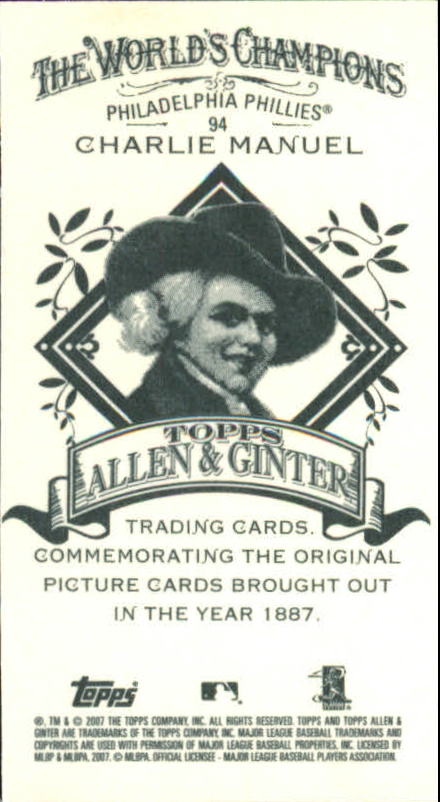 THE WORLD'S CHAMPIONS
PHILADELPHIA PHILLIES®
94
CHARLIE MANUEL
TOPPS
ALLEN & GINTER
TRADING CARDS.
COMMEMORATING THE ORIGINAL
PICTURE CARDS BROUGHT OUT
IN THE YEAR 1887.
topps
®, TM & © 2007 THE TOPPS COMPANY, INC. ALL RIGHTS RESERVED. TOPPS AND TOPPS ALLEN &
GINTER ARE TRADEMARKS OF THE TOPPS COMPANY, INC. MAJOR LEAGUE BASEBALL TRADEMARKS AND
COPYRIGHTS ARE USED WITH PERMISSION OF MAJOR LEAGUE BASEBALL PROPERTIES, INC. LICENSED BY
MLBP & MLBPA, 2007. © MLBPA. OFFICIAL LICENSEE - MAJOR LEAGUE BASEBALL PLAYERS ASSOCIATION.